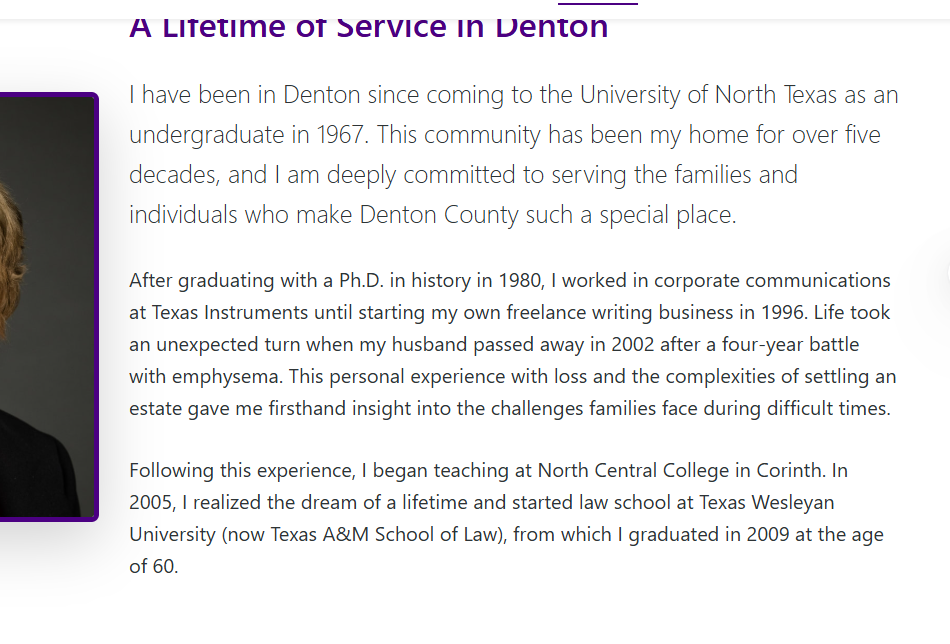 A Lifetime of Service in Denton
I have been in Denton since coming to the University of North Texas as an
undergraduate in 1967. This community has been my home for over five
decades, and I am deeply committed to serving the families and
individuals who make Denton County such a special place.
After graduating with a Ph.D. in history in 1980, I worked in corporate communications
at Texas Instruments until starting my own freelance writing business in 1996. Life took
an unexpected turn when my husband passed away in 2002 after a four-year battle
with emphysema. This personal experience with loss and the complexities of settling an
estate gave me firsthand insight into the challenges families face during difficult times.
Following this experience, I began teaching at North Central College in Corinth. In
2005, I realized the dream of a lifetime and started law school at Texas Wesleyan
University (now Texas A&M School of Law), from which I graduated in 2009 at the age
of 60.